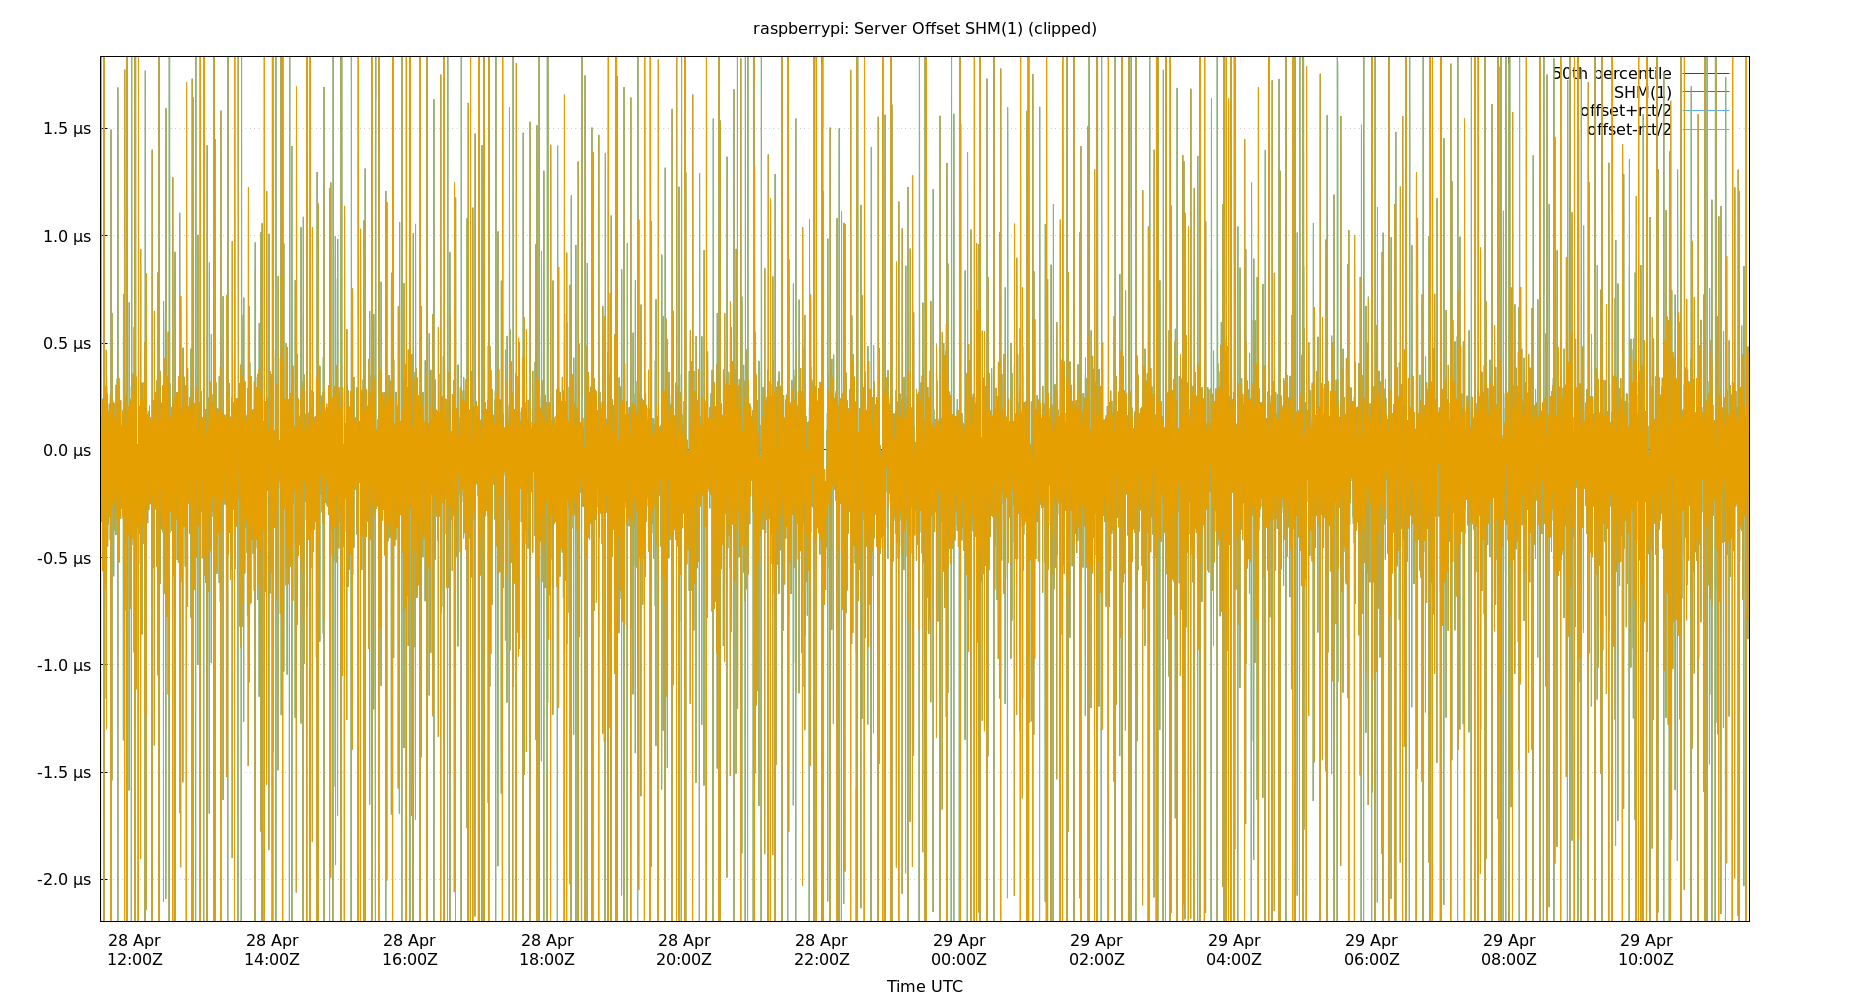 raspberrypi: Server Offset SHM(1) (clipped)
50th percentile
SHM(1)
offset+rtt/2
offset-rtt/2
1.5 µs
1.0 µs
0.5 µs
0.0 µs
-0.5 µs
-1.0 µs
-1.5 µs
-2.0 µs
28 Apr 28 Apr 28 Apr 28 Apr 28 Apr 28 Apr 29 Apr 29 Apr 29 Apr 29 Apr 29 Apr 29 Apr
12:00Z 14:00Z 16:00Z 18:00Z 20:00Z 22:00Z 00:00Z 02:00Z 04:00Z 06:00Z 08:00Z 10:00Z
Time UTC